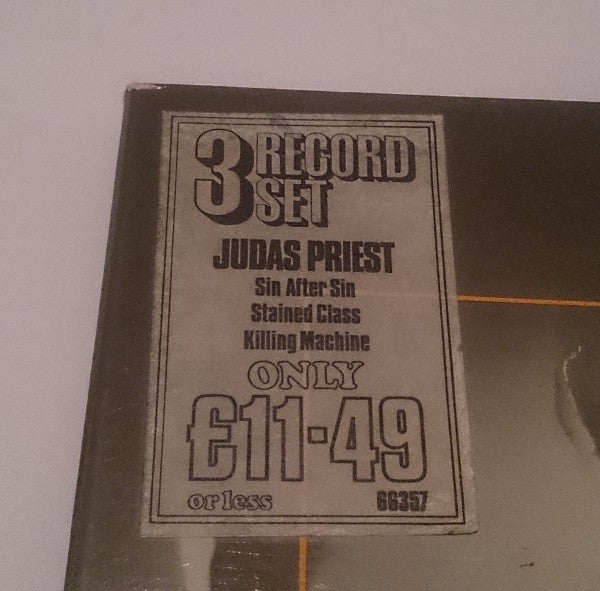 3 RECORD
SET
JUDAS PRIEST
Sin After Sin
Stained Class
Killing Machine
ONLY
£11-49
or less 66357